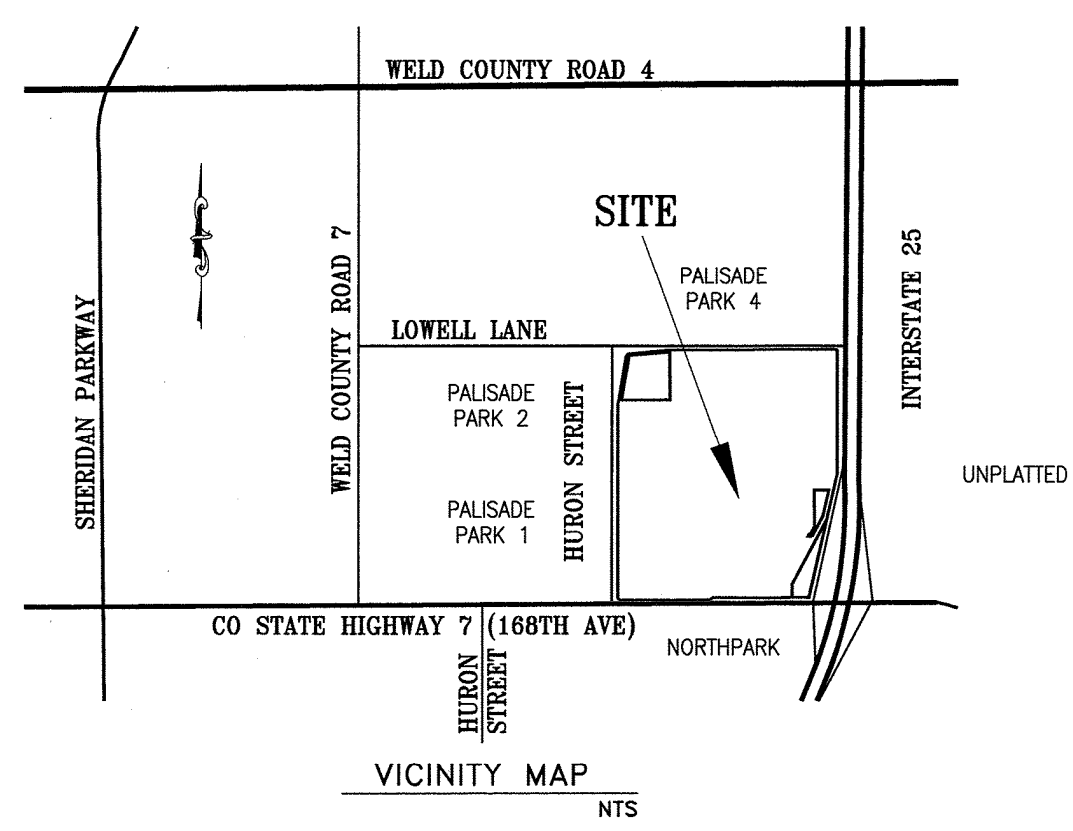 WELD COUNTY ROAD 4
SITE
PALISADE
PARK 4
INTERSTATE 25
WELD COUNTY ROAD 7
SHERIDAN PARKWAY
LOWELL LANE
PALISADE
PARK 2
HURON STREET
UNPLATTED
PALISADE
PARK 1
CO STATE HIGHWAY 7 (168TH AVE)
NORTHPARK
HURON
STREET
VICINITY MAP
NTS